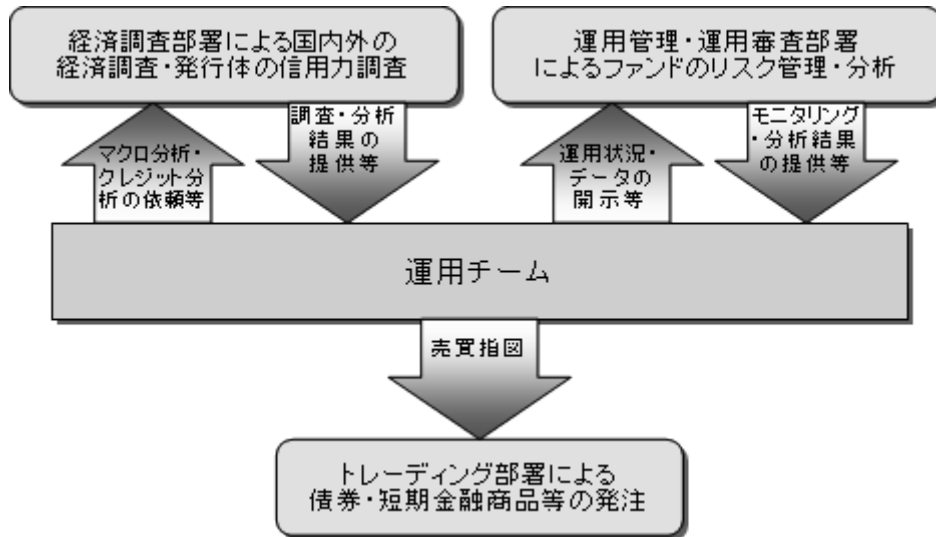 経済調査部署による国内外の
経済調査・発行体の信用力調査
運用管理・運用審査部署
によるファンドのリスク管理・分析
マクロ分析・
クレジット分
析の依頼等
調査・分析
結果の
提供等
運用状況・
データの
開示等
モニタリング
・分析結果
の提供等
運用チーム
売買指図
トレーディング部署による
債券・短期金融商品等の発注